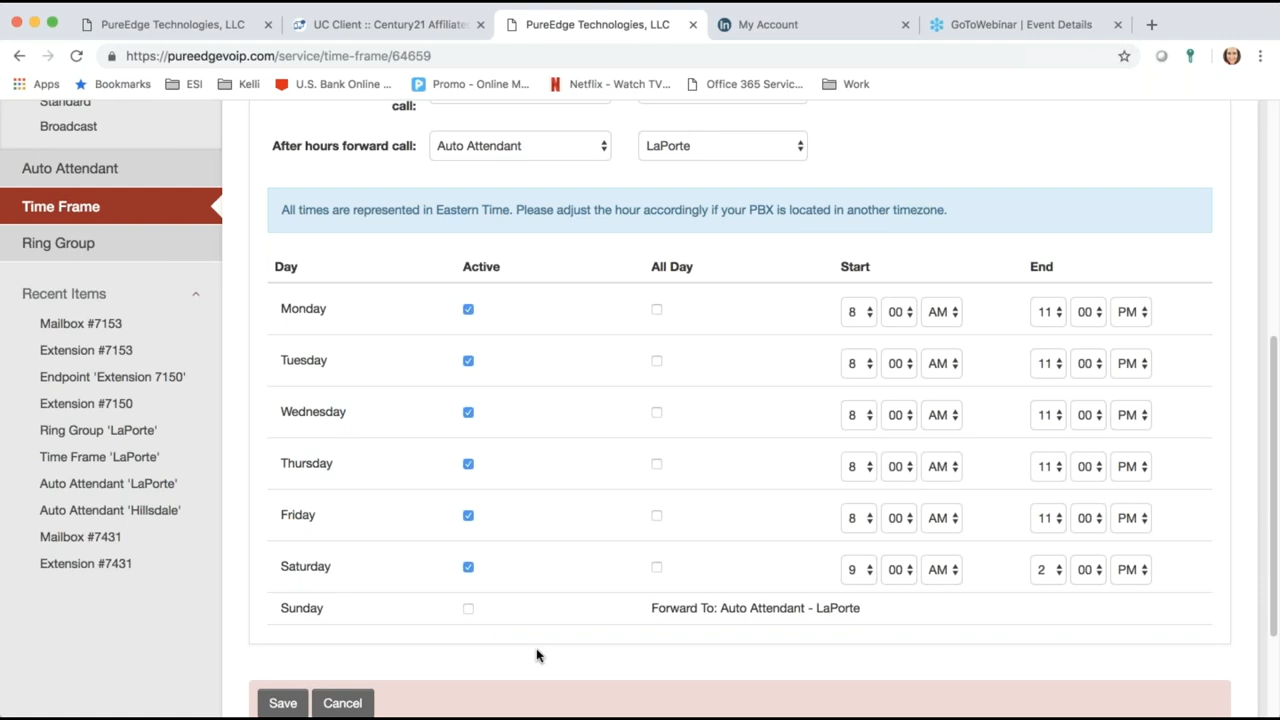 PureEdge Technologies, LLC
UC Client :: Century21 Affiliate
PureEdge Technologies, LLC
My Account
GoToWebinar | Event Details
https://pureedgevoip.com/service/time-frame/64659
Apps
Bookmarks
ESI
Kelli
U.S. Bank Online ...
Promo - Online M...
Netflix - Watch TV...
Office 365 Servic...
Work
Standard
Broadcast
Auto Attendant
Time Frame
Ring Group
Recent Items
Mailbox #7153
Extension #7153
Endpoint 'Extension 7150'
Extension #7150
Ring Group 'LaPorte'
Time Frame 'LaPorte'
Auto Attendant 'LaPorte'
Auto Attendant 'Hillsdale'
Mailbox #7431
Extension #7431
call:
After hours forward call: Auto Attendant LaPorte
All times are represented in Eastern Time. Please adjust the hour accordingly if your PBX is located in another timezone.
Day Active All Day Start End
Monday 8 00 AM 11 00 PM
Tuesday 8 00 AM 11 00 PM
Wednesday 8 00 AM 11 00 PM
Thursday 8 00 AM 11 00 PM
Friday 8 00 AM 11 00 PM
Saturday 9 00 AM 2 00 PM
Sunday Forward To: Auto Attendant - LaPorte
Save Cancel